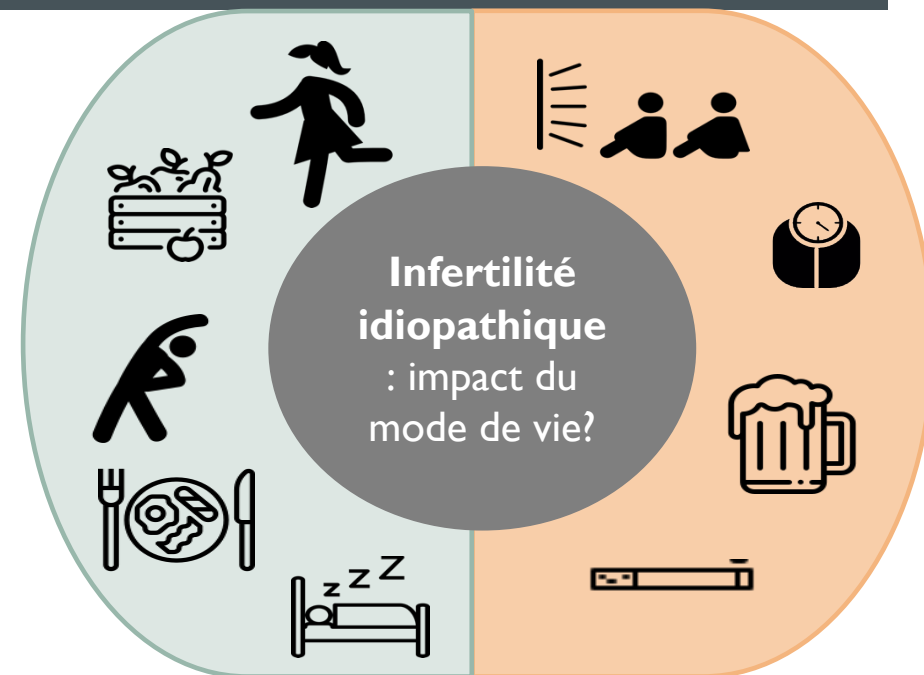 Infertilité
idiopathique
: impact du
mode de vie?
z z Z